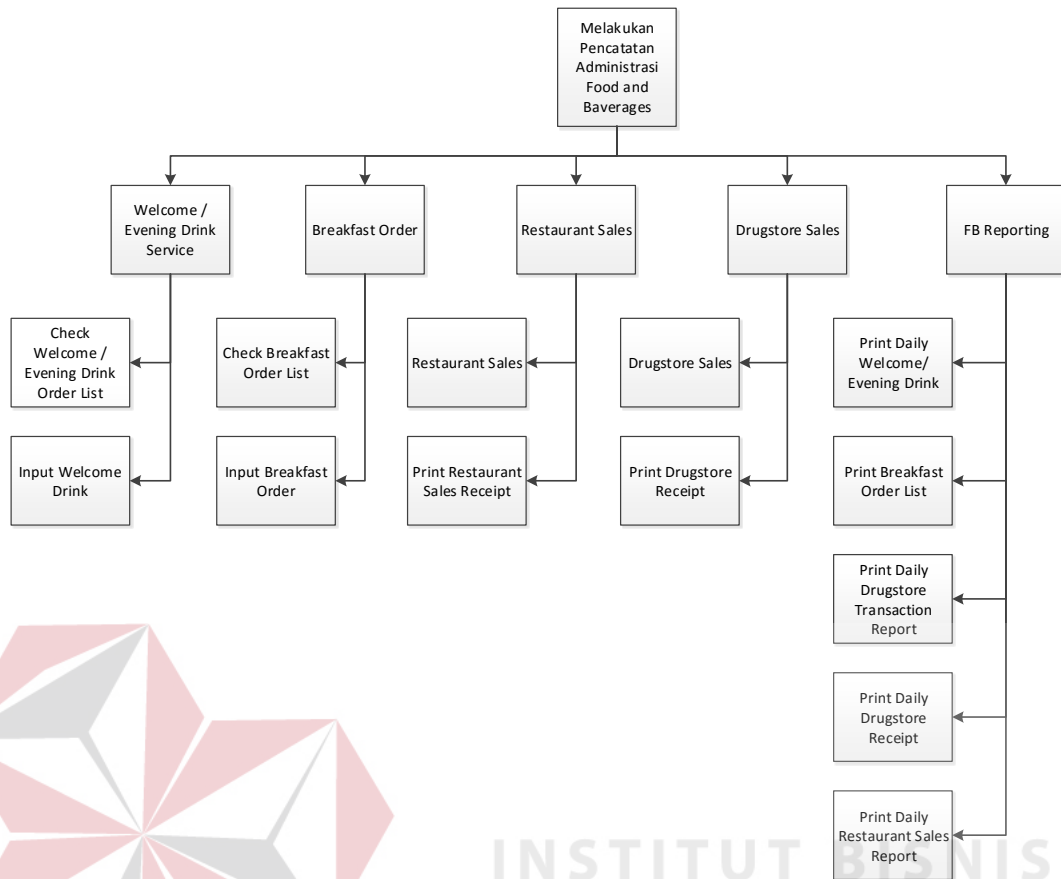 Melakukan
Pencatatan
Administrasi
Food and
Baverages
Welcome /
Evening Drink
Service
Breakfast Order
Restaurant Sales
Drugstore Sales
FB Reporting
Check
Welcome /
Evening Drink
Order List
Check Breakfast
Order List
Restaurant Sales
Drugstore Sales
Print Daily
Welcome/
Evening Drink
Input Welcome
Drink
Input Breakfast
Order
Print Restaurant
Sales Receipt
Print Drugstore
Receipt
Print Breakfast
Order List
Print Daily
Drugstore
Transaction
Report
Print Daily
Drugstore
Receipt
Print Daily
Restaurant Sales
Report
INSTITUT BISNIS